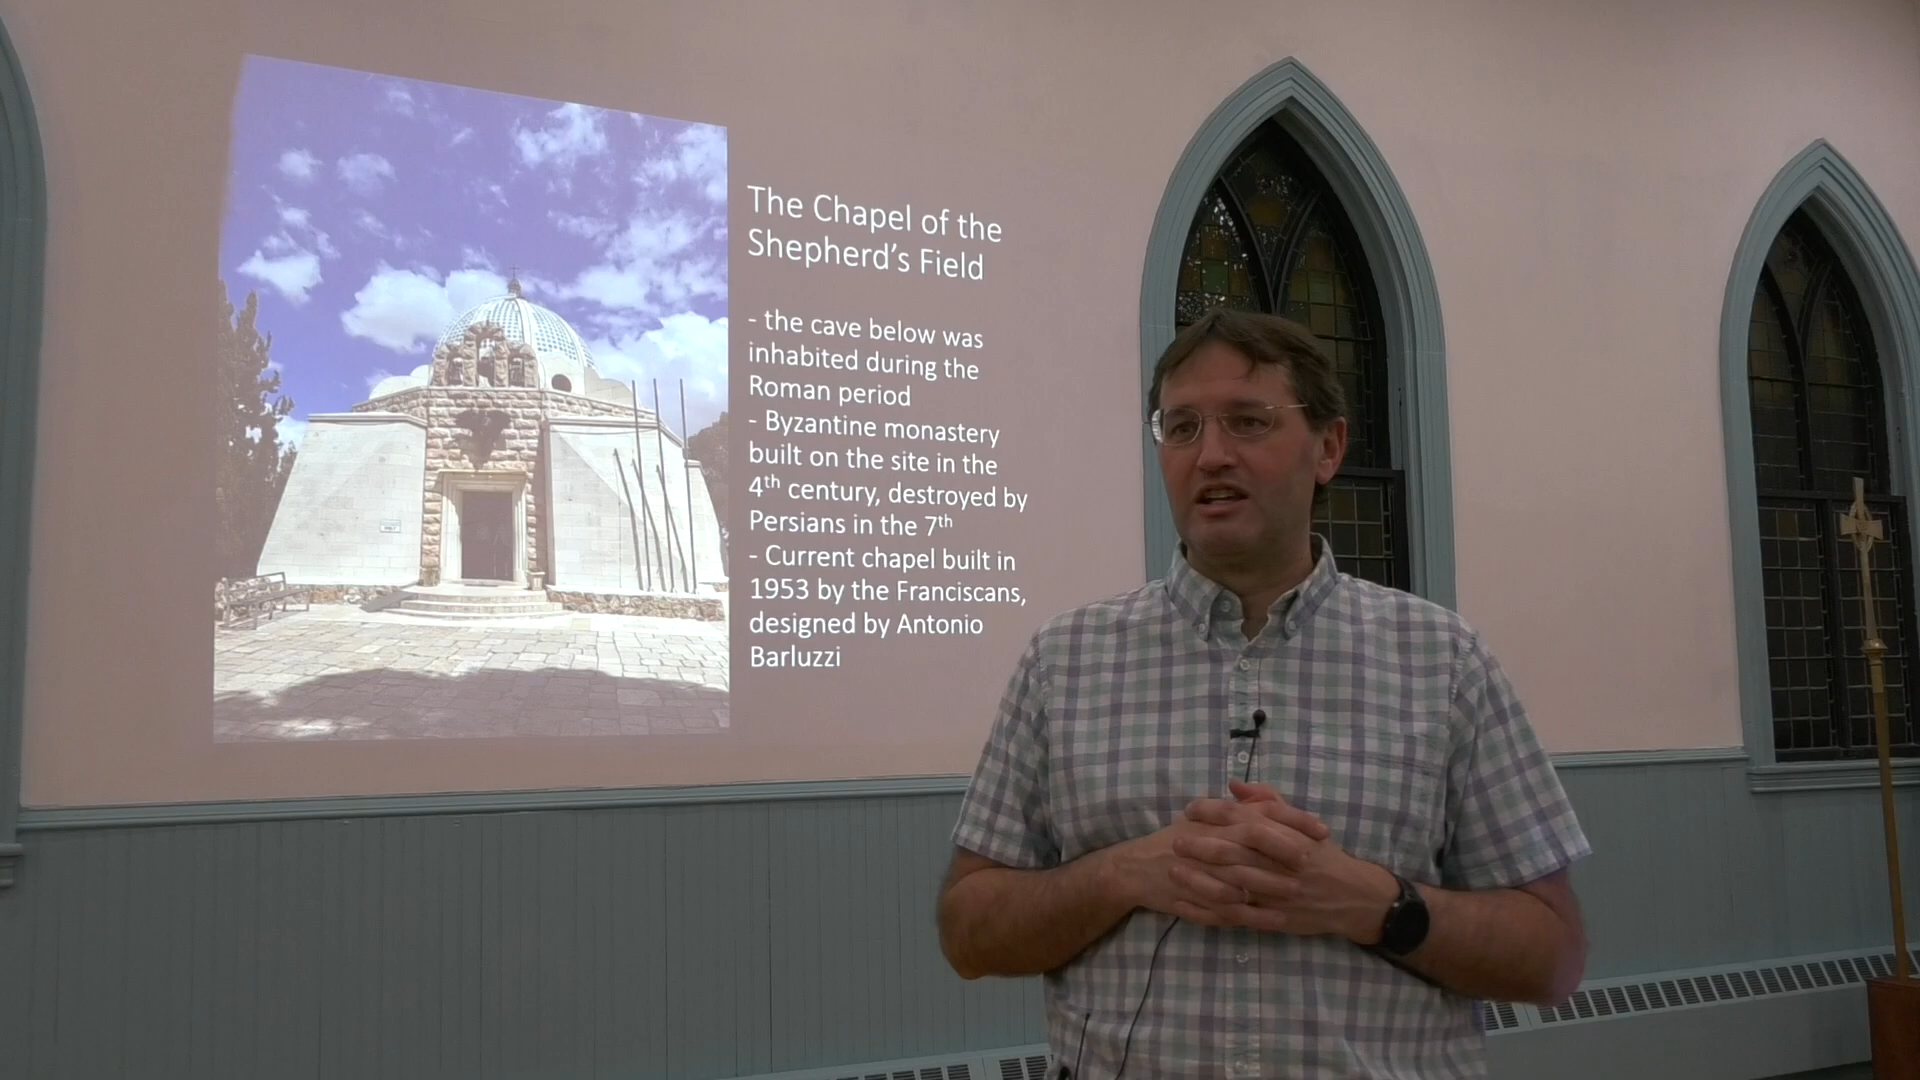 The Chapel of the
Shepherd's Field
- the cave below was
inhabited during the
Roman period
- Byzantine monastery
built on the site in the
4th century, destroyed by
Persians in the 7th
- Current chapel built in
1953 by the Franciscans,
designed by Antonio
Barluzzi